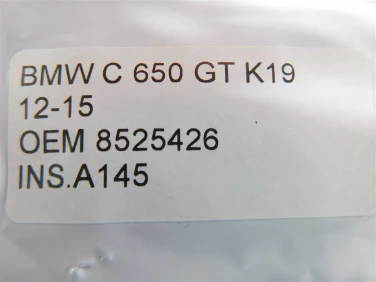 BMW C 650 GT K19
12-15
OEM 8525426
INS.A145